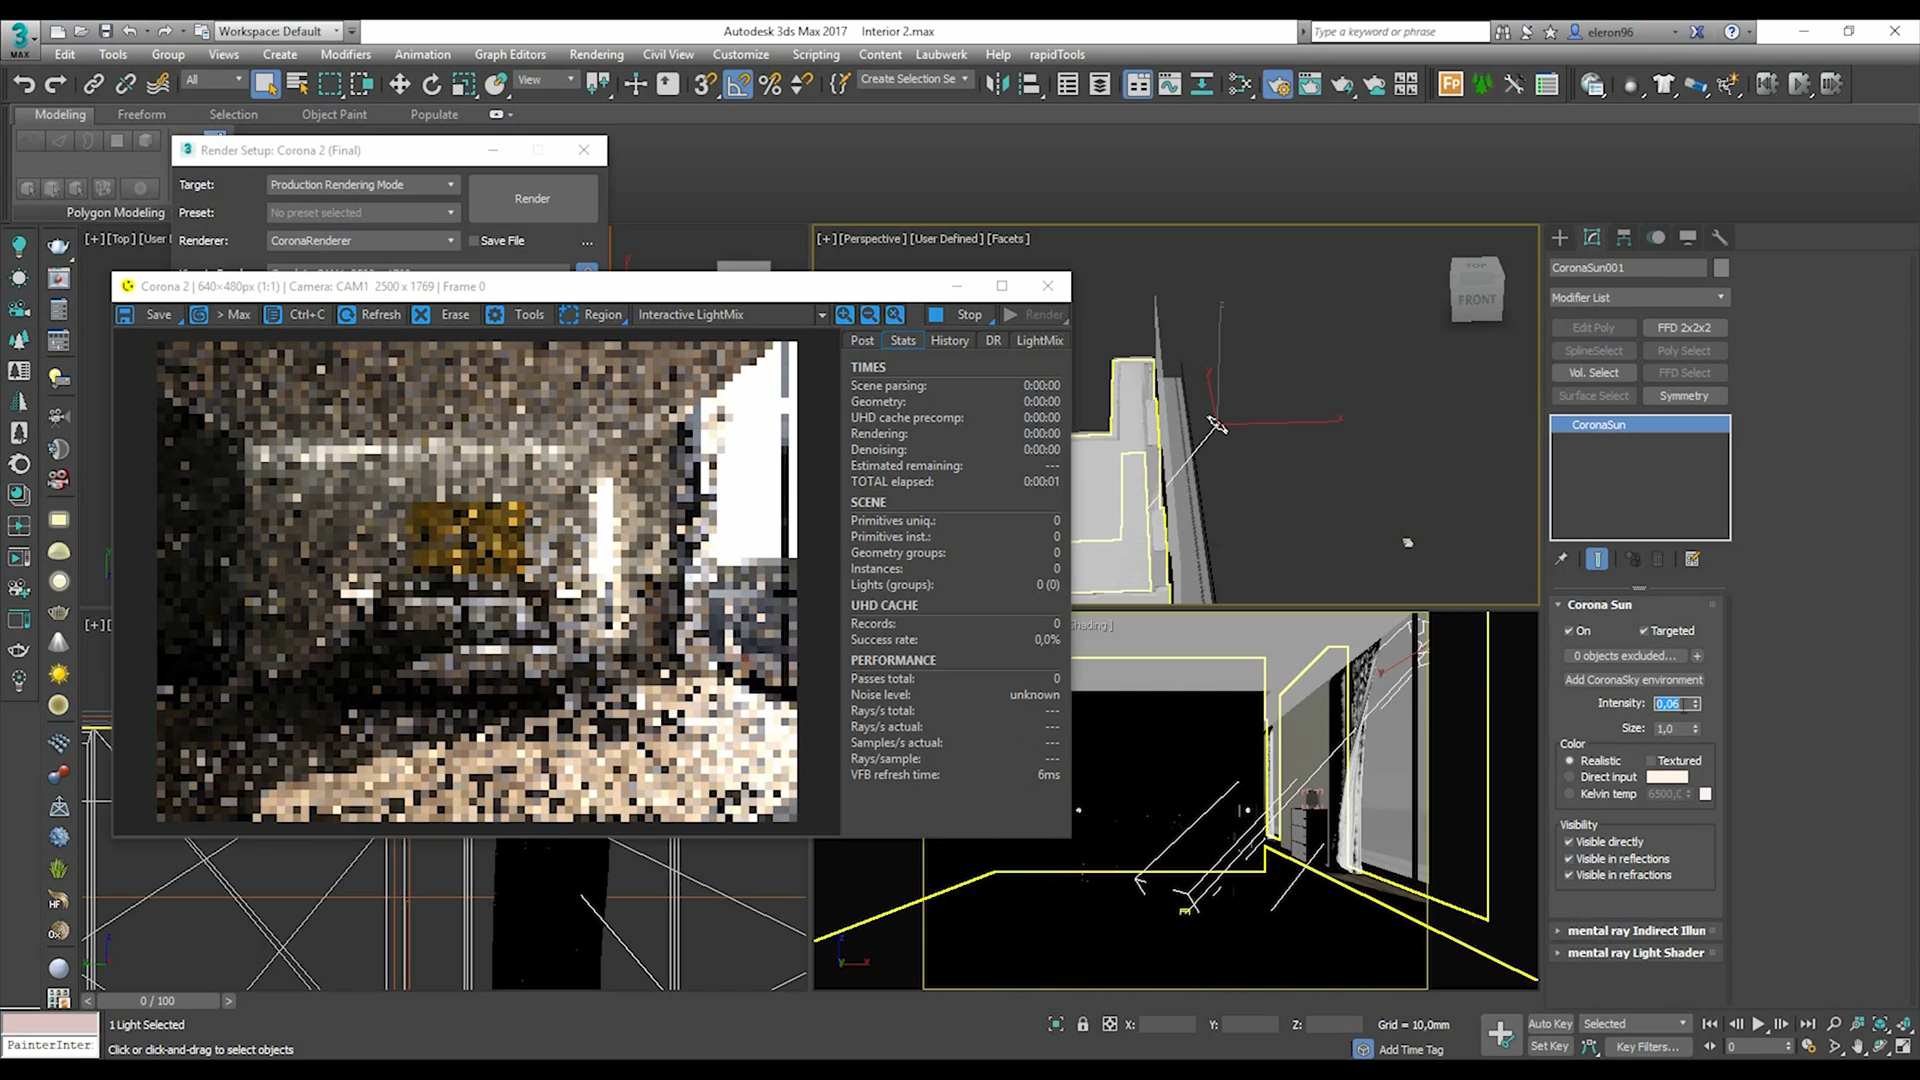 3 MAX
Workspace: Default
Autodesk 3ds Max 2017 Interior 2.max
Type a keyword or phrase
eleron96
Edit Tools Group Views Create Modifiers Animation Graph Editors Rendering Civil View Customize Scripting Content Laubwerk Help rapidTools
All
View
Create Selection Se
Fp
Modeling Freeform Selection Object Paint Populate
Polygon Modeling
3 Render Setup: Corona 2 (Final)
Target: Production Rendering Mode
Render
Preset: No preset selected
Renderer: CoronaRenderer
Save File ...
[+] [Top]
[+] [Perspective ] [User Defined ] [Facets ]
TOP
FRONT
Corona 2 | 640×480px (1:1) | Camera: CAM1 2500 x 1769 | Frame 0
Save > Max Ctrl+C Refresh Erase Tools Region Interactive LightMix Stop Render
Post Stats History DR LightMix
TIMES
Scene parsing: 0:00:00
Geometry: 0:00:00
UHD cache precomp: 0:00:00
Rendering: 0:00:00
Denoising: 0:00:00
Estimated remaining: ---
TOTAL elapsed: 0:00:01
SCENE
Primitives uniq.: 0
Primitives inst.: 0
Geometry groups: 0
Instances: 0
Lights (groups): 0 (0)
UHD CACHE
Records: 0
Success rate: 0,0%
PERFORMANCE
Passes total: 0
Noise level: unknown
Rays/s total: ---
Rays/s actual: ---
Samples/s actual: ---
Rays/sample: ---
VFB refresh time: 6ms
CoronaSun001
Modifier List
Edit Poly FFD 2x2x2
SplineSelect Poly Select
Vol. Select FFD Select
Surface Select Symmetry
CoronaSun
Corona Sun
On Targeted
0 objects excluded... +
Add CoronaSky environment
Intensity: 0,06
Size: 1,0
Color
Realistic Textured
Direct input
Kelvin temp 6500,(
Visibility
Visible directly
Visible in reflections
Visible in refractions
mental ray Indirect Illun
mental ray Light Shader
HF
< 0 / 100 >
1 Light Selected
X: Y: Z: Grid = 10,0mm
Auto Key Selected
PainterInter:
Click or click-and-drag to select objects
Add Time Tag
Set Key Key Filters... 0